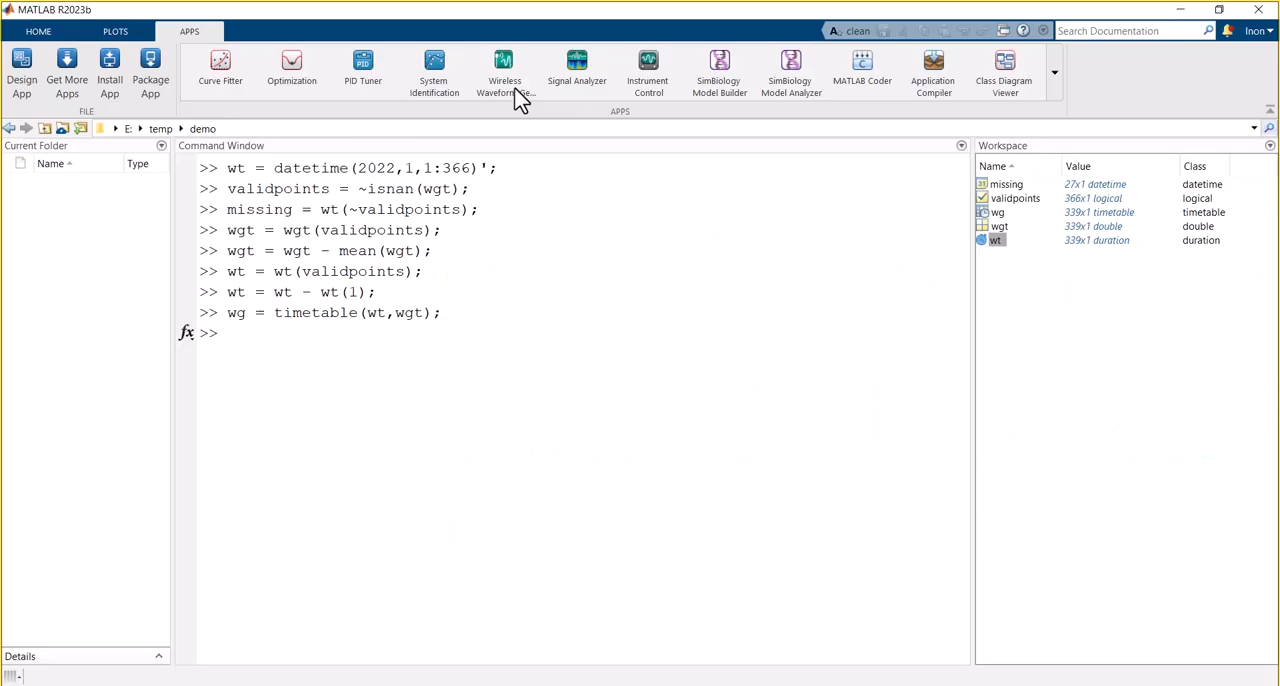 MATLAB R2023b
HOME PLOTS APPS clean Search Documentation Inon
Design App Get More Apps Install App Package App Curve Fitter Optimization PID Tuner System Identification Wireless Waveform Ge... Signal Analyzer Instrument Control SimBiology Model Builder SimBiology Model Analyzer MATLAB Coder Application Compiler Class Diagram Viewer
FILE APPS
E: temp demo
Current Folder Command Window Workspace
Name Type
Name Value Class
>> wt = datetime(2022,1,1:366)';
>> validpoints = ~isnan(wgt);
>> missing = wt(~validpoints);
>> wgt = wgt(validpoints);
>> wgt = wgt - mean(wgt);
>> wt = wt(validpoints);
>> wt = wt - wt(1);
>> wg = timetable(wt,wgt);
fx >>
missing 27x1 datetime datetime
validpoints 366x1 logical logical
wg 339x1 timetable timetable
wgt 339x1 double double
wt 339x1 duration duration
Details